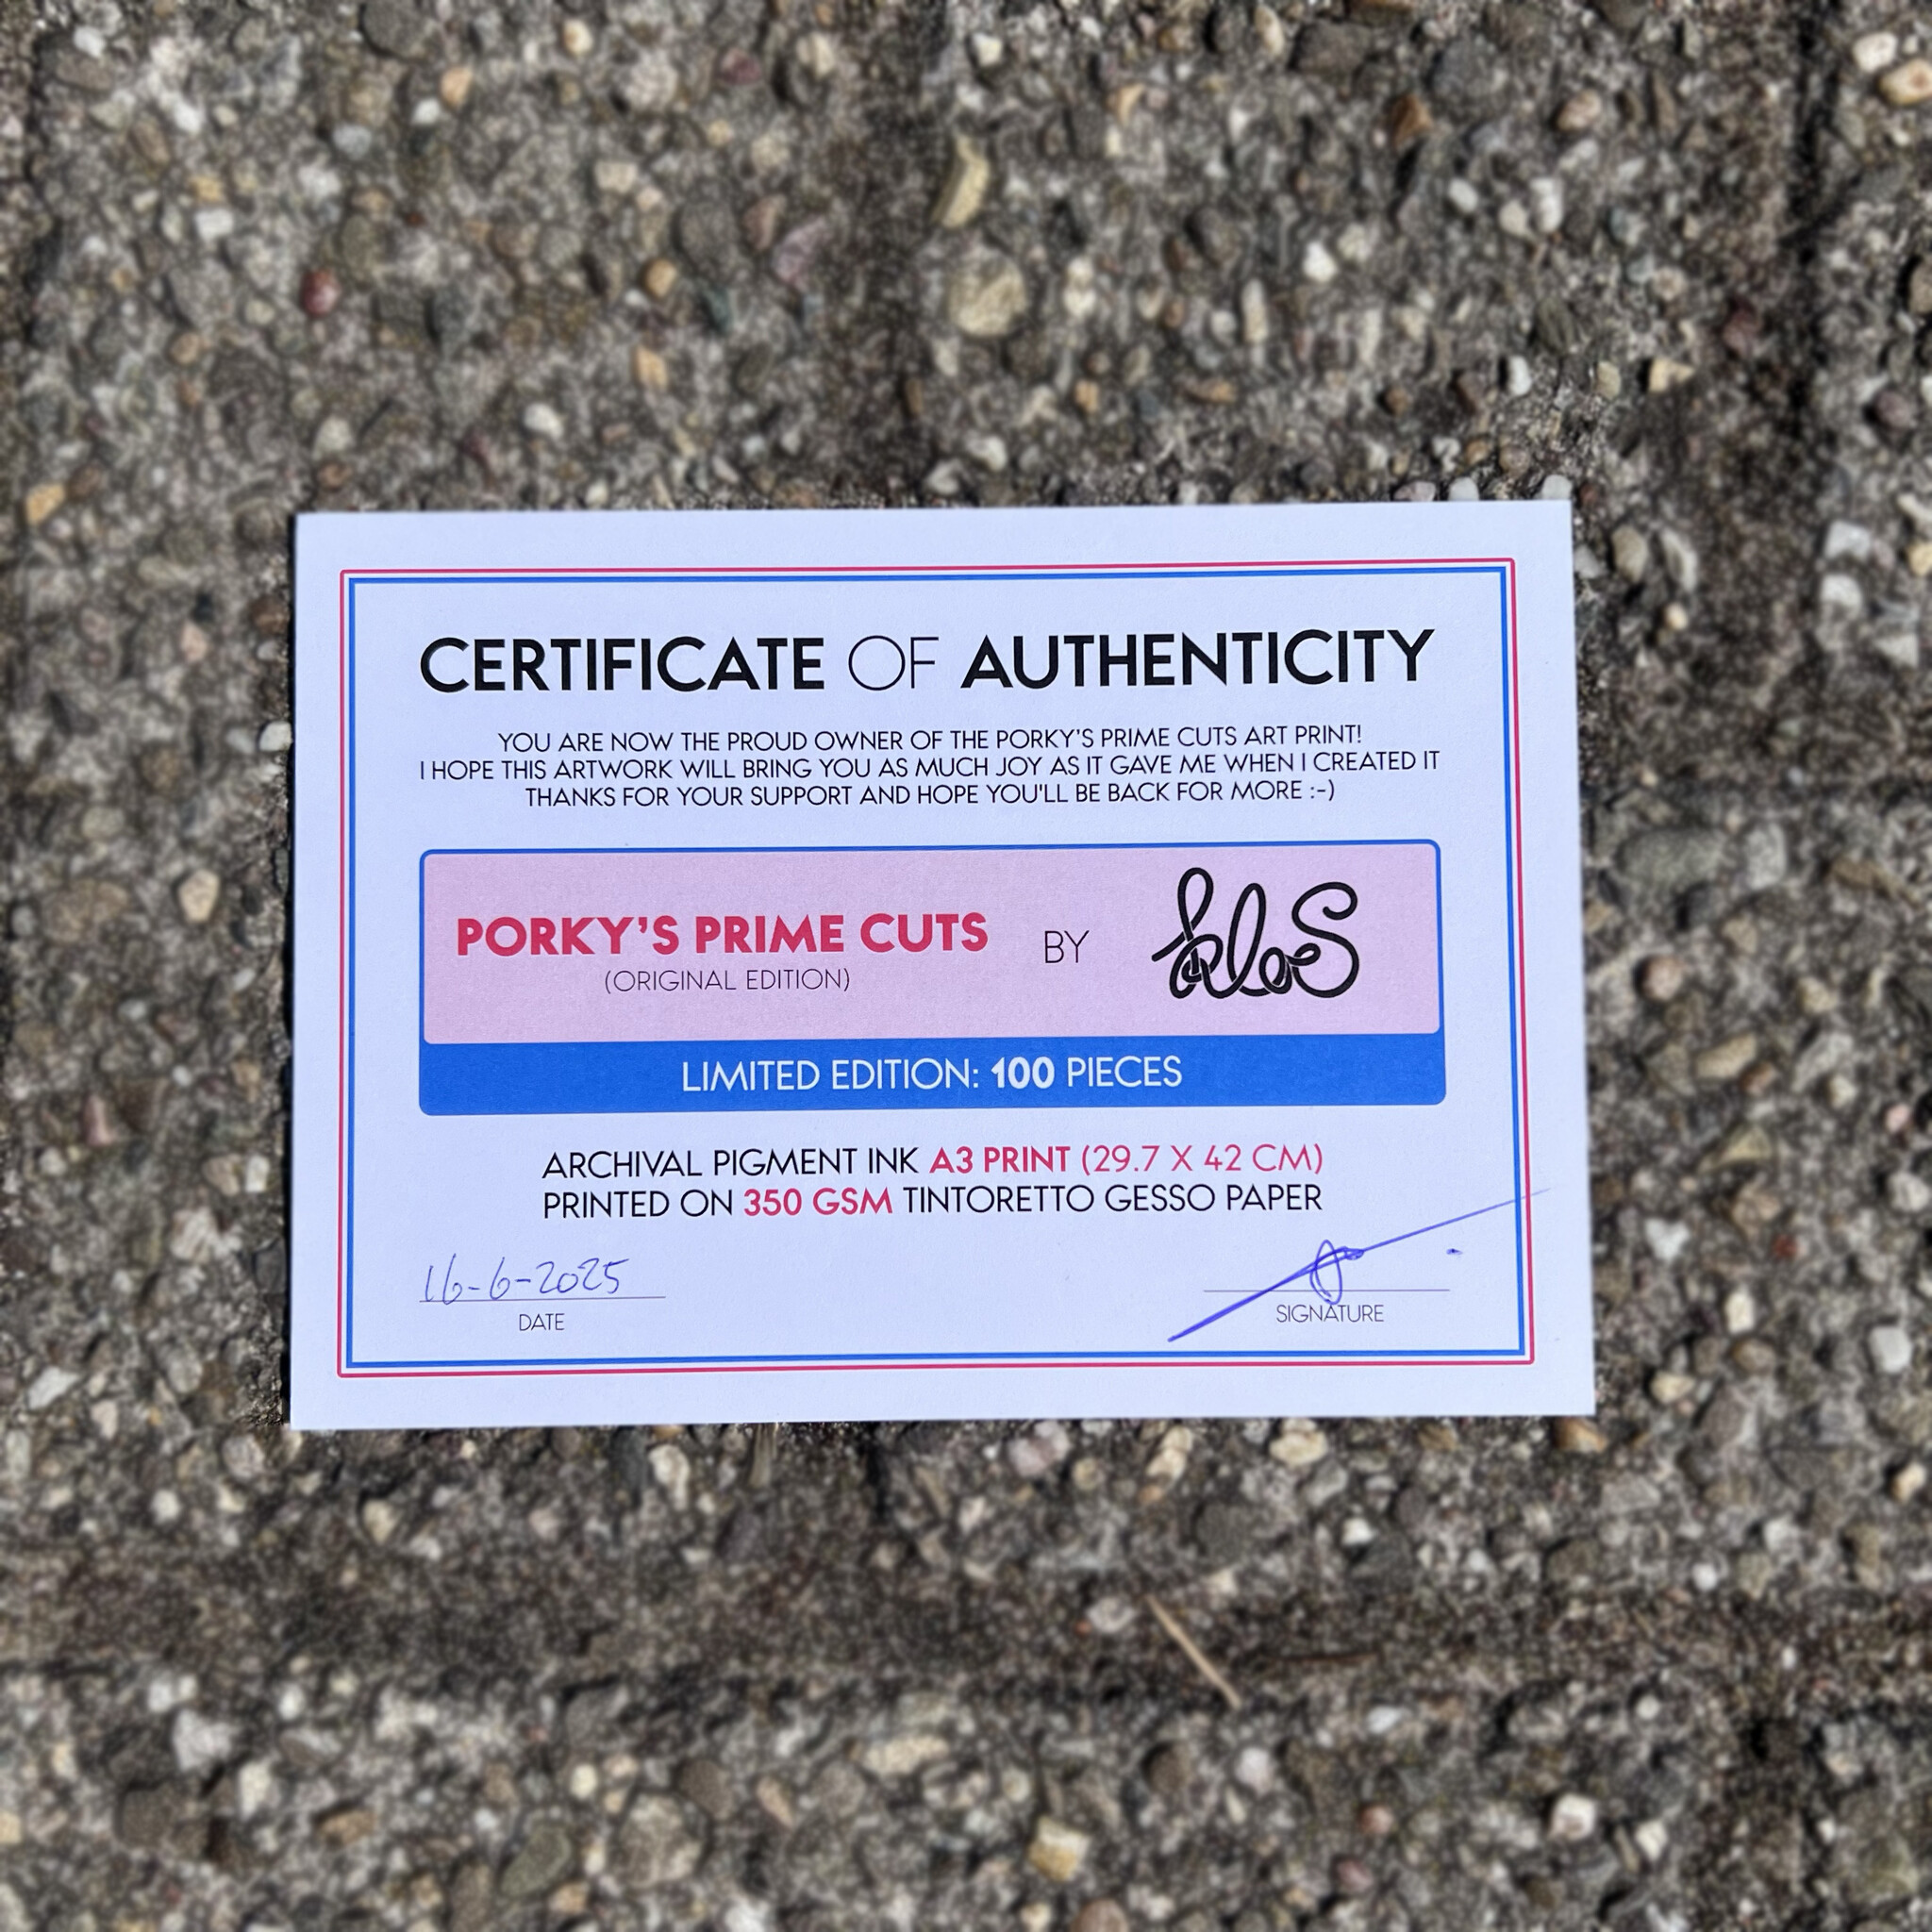 CERTIFICATE OF AUTHENTICITY
YOU ARE NOW THE PROUD OWNER OF THE PORKY'S PRIME CUTS ART PRINT!
I HOPE THIS ARTWORK WILL BRING YOU AS MUCH JOY AS IT GAVE ME WHEN I CREATED IT
THANKS FOR YOUR SUPPORT AND HOPE YOU'LL BE BACK FOR MORE :-)
PORKY'S PRIME CUTS
(ORIGINAL EDITION)
BY
LIMITED EDITION: 100 PIECES
ARCHIVAL PIGMENT INK A3 PRINT (29.7 X 42 CM)
PRINTED ON 350 GSM TINTORETTO GESSO PAPER
16-6-2025
DATE
SIGNATURE